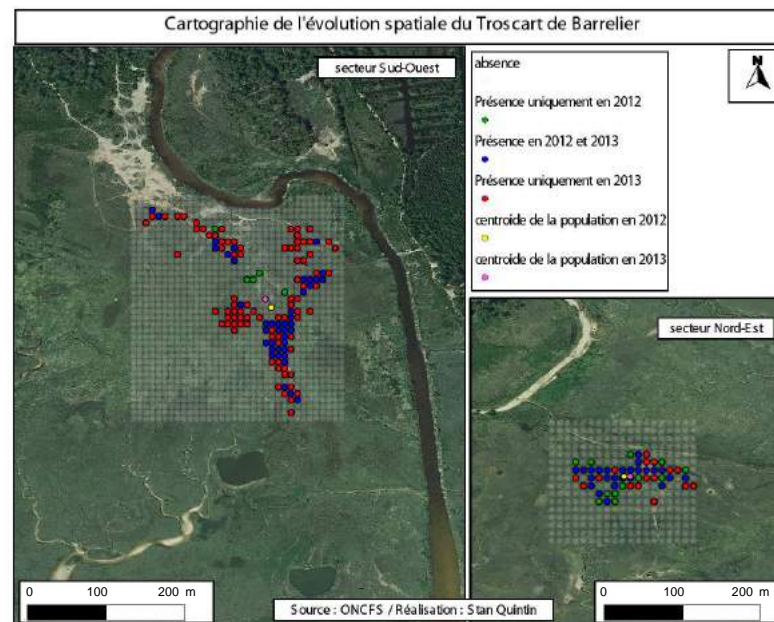 Cartographie de l'évolution spatiale du Troscart de Barrelier
secteur Sud-Ouest
absence
Présence uniquement en 2012
Présence en 2012 et 2013
Présence uniquement en 2013
centroide de la population en 2012
centroide de la population en 2013
N
secteur Nord-Est
0 100 200 m
0 100 200 m
Source : ONCFS / Réalisation : Stan Quintin